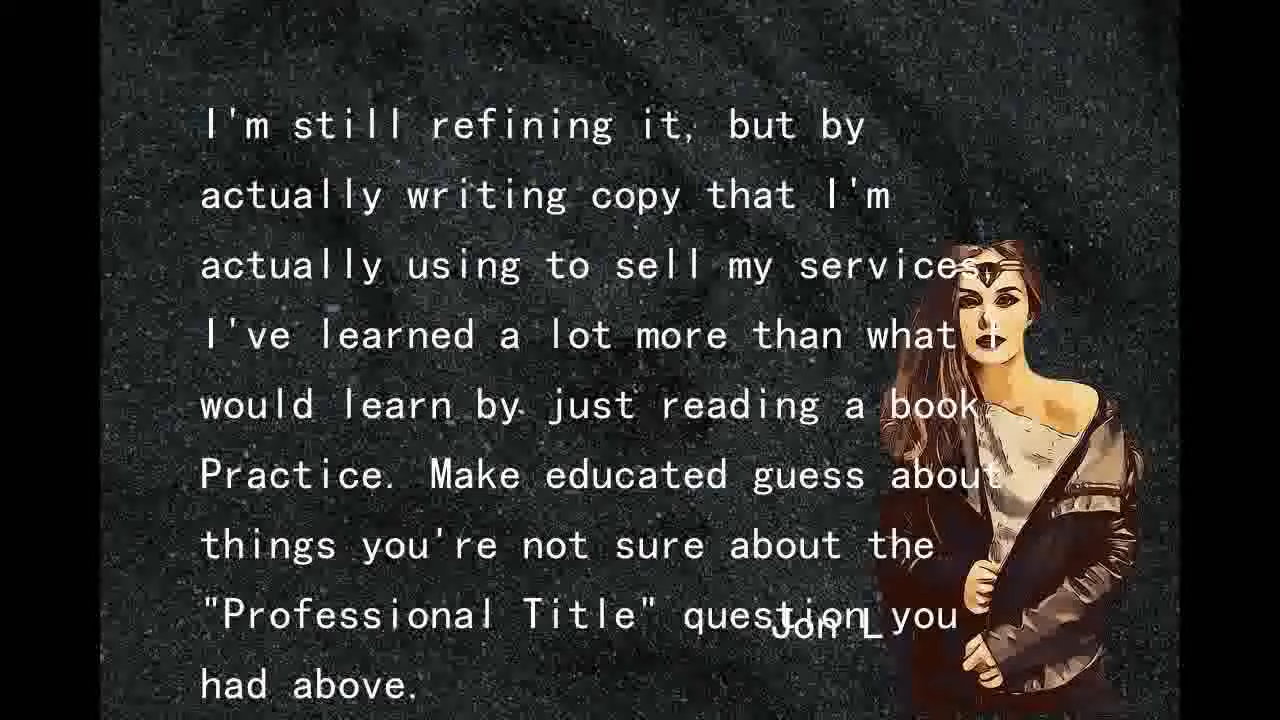 I'm still refining it, but by
actually writing copy that I'm
actually using to sell my services,
I've learned a lot more than what I
would learn by just reading a book.
Practice. Make educated guess about
things you're not sure about the
"Professional Title" question you
Jon L
had above.